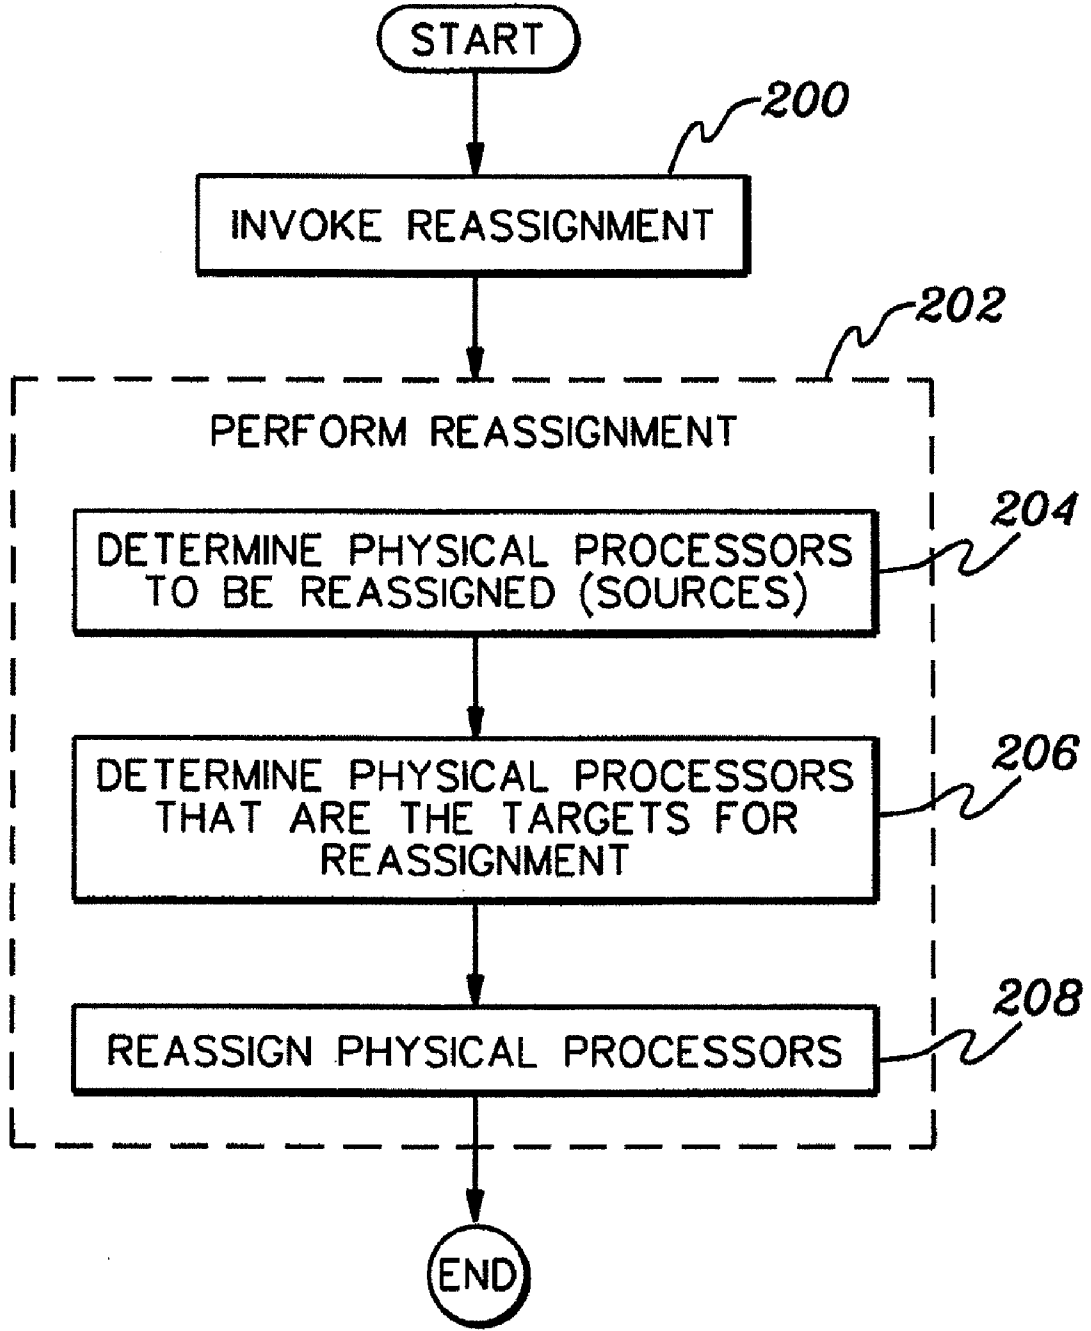 START
200
INVOKE REASSIGNMENT
202
PERFORM REASSIGNMENT
204
DETERMINE PHYSICAL PROCESSORS
TO BE REASSIGNED (SOURCES)
206
DETERMINE PHYSICAL PROCESSORS
THAT ARE THE TARGETS FOR
REASSIGNMENT
208
REASSIGN PHYSICAL PROCESSORS
END